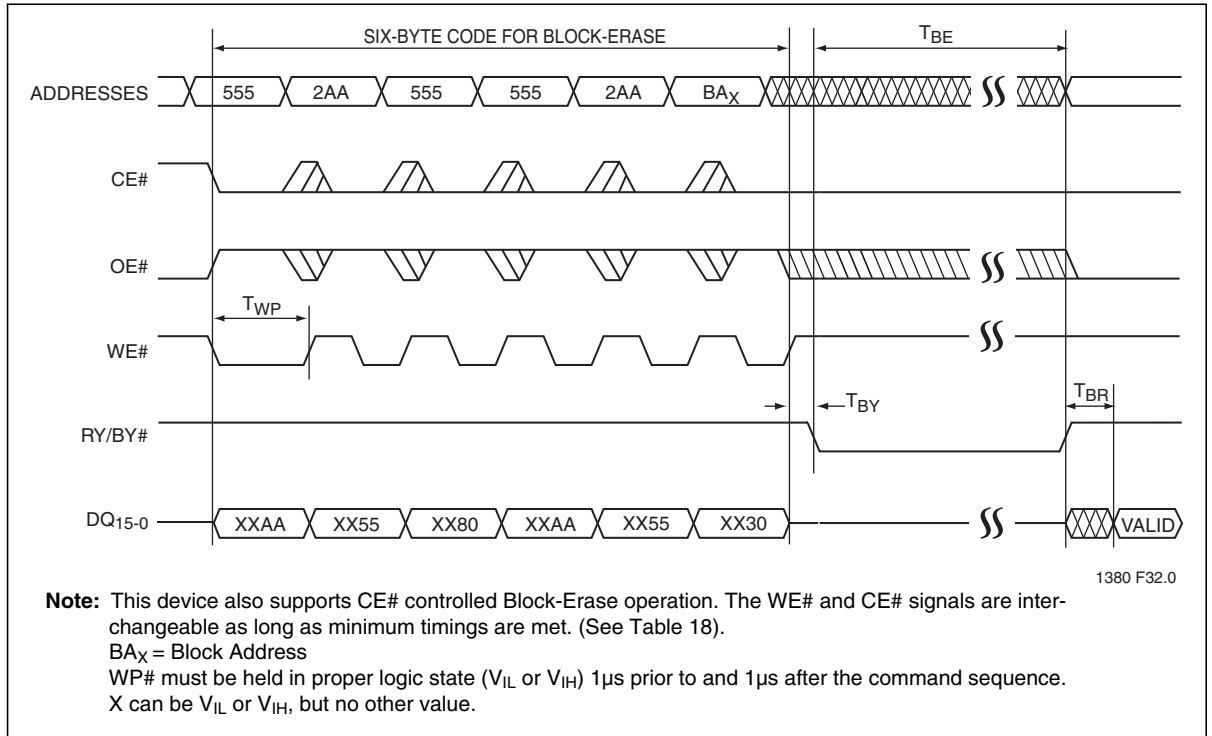 SIX-BYTE CODE FOR BLOCK-ERASE TBE
ADDRESSES 555 2AA 555 555 2AA BAX
CE#
OE#
TWP
WE#
TBY TBR
RY/BY#
DQ15-0 XXAA XX55 XX80 XXAA XX55 XX30 VALID
1380 F32.0
Note: This device also supports CE# controlled Block-Erase operation. The WE# and CE# signals are inter-
changeable as long as minimum timings are met. (See Table 18).
BAX = Block Address
WP# must be held in proper logic state (VIL or VIH) 1µs prior to and 1µs after the command sequence.
X can be VIL or VIH, but no other value.